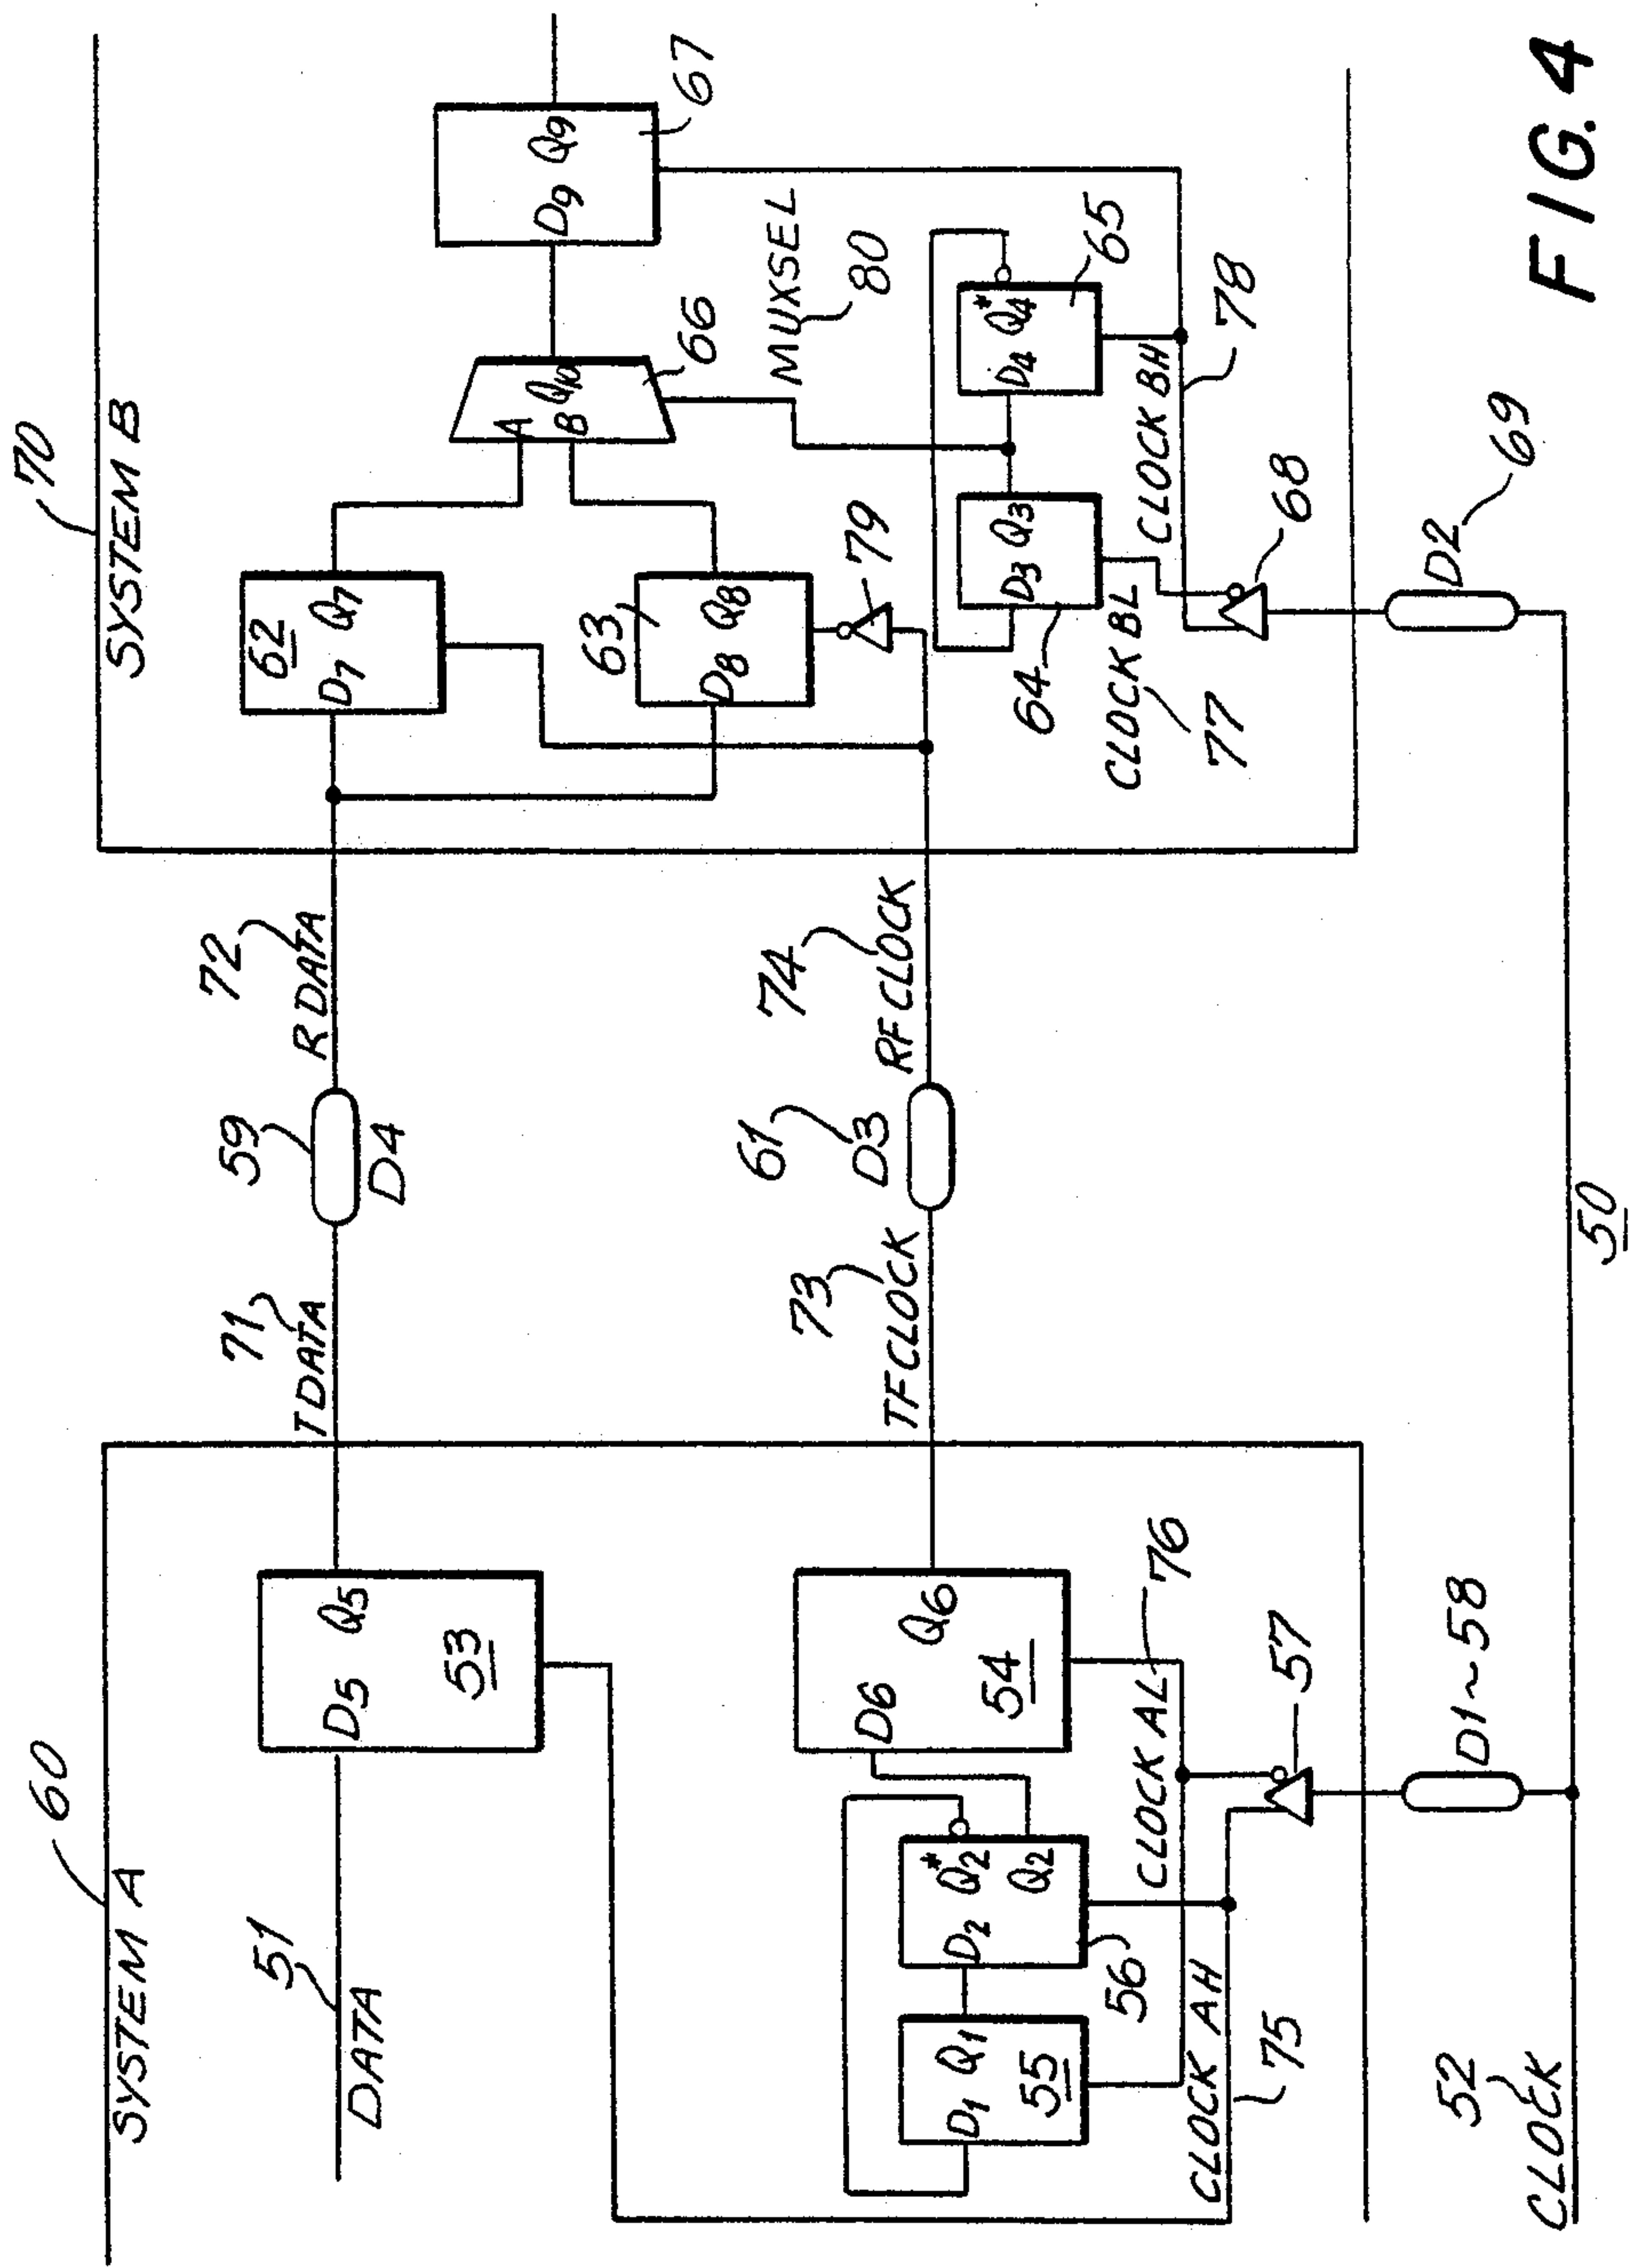 60
SYSTEM A
51
DATA
D5 Q5
53
71
TDATA
59
D4
72
R DATA
70
SYSTEM B
62
D7 Q7
63
D8 Q8
79
A
B
Q10
66
D9 Q9
67
MUXSEL
80
D1 Q1
55
D2 Q2*
Q2
56
D6
Q6
54
73
TFCLOCK
61
D3
74
RF CLOCK
D3 Q3
64
D4 Q4*
65
CLOCK AL
76
CLOCK AH
75
57
D1~58
CLOCK BL
77
CLOCK BH
78
68
D2
69
52
CLOCK
50
FIG. 4